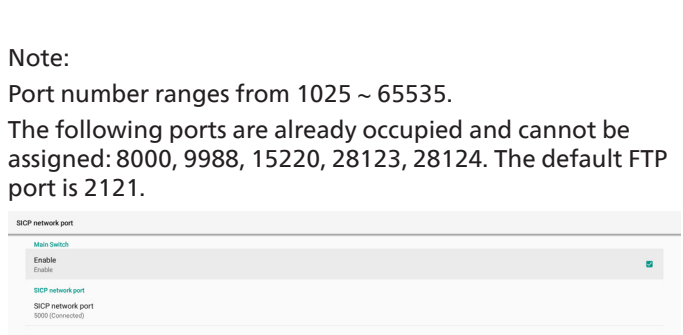 Note:
Port number ranges from 1025 ~ 65535.
The following ports are already occupied and cannot be
assigned: 8000, 9988, 15220, 28123, 28124. The default FTP
port is 2121.
SICP network port
Main Switch
Enable
Enable
SICP network port
SICP network port
5000 (Connected)